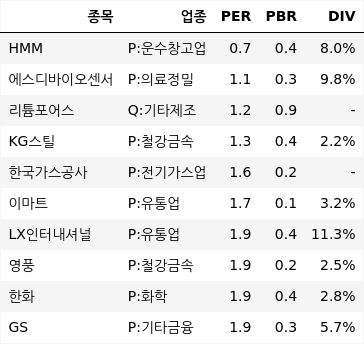 종목 업종 PER PBR DIV
HMM P:운수창고업 0.7 0.4 8.0%
에스디바이오센서 P:의료정밀 1.1 0.3 9.8%
리튬포어스 Q:기타제조 1.2 0.9 -
KG스틸 P:철강금속 1.3 0.4 2.2%
한국가스공사 P:전기가스업 1.6 0.2 -
이마트 P:유통업 1.7 0.1 3.2%
LX인터내셔널 P:유통업 1.9 0.4 11.3%
영풍 P:철강금속 1.9 0.2 2.5%
한화 P:화학 1.9 0.4 2.8%
GS P:기타금융 1.9 0.3 5.7%